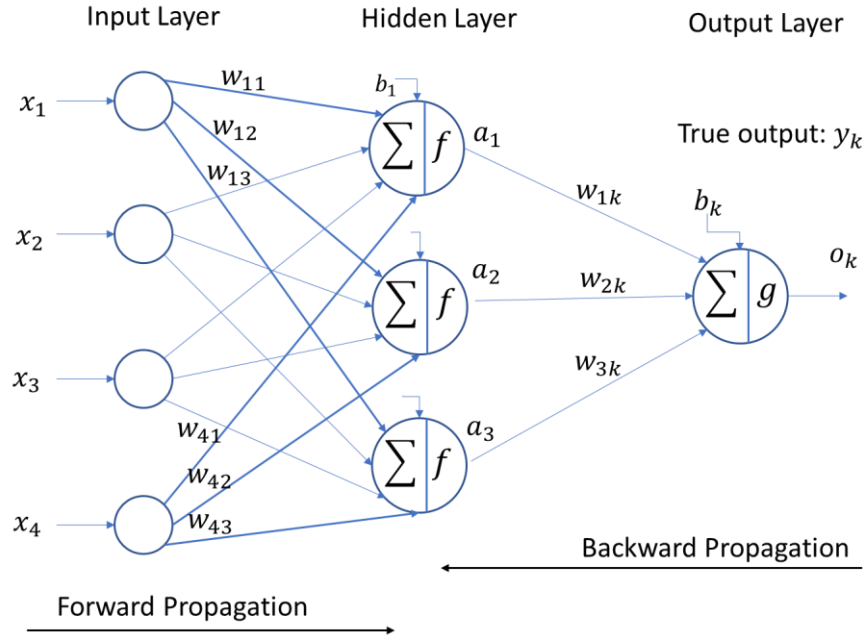 Input Layer
Hidden Layer
Output Layer
w₁₁
b₁
x₁
w₁₂
∑ f
a₁
True output: yₖ
w₁₃
w₁ₖ
bₖ
x₂
a₂
oₖ
w₂ₖ
∑ f
∑ g
x₃
w₃ₖ
w₄₁
a₃
∑ f
w₄₂
x₄
w₄₃
Backward Propagation
Forward Propagation